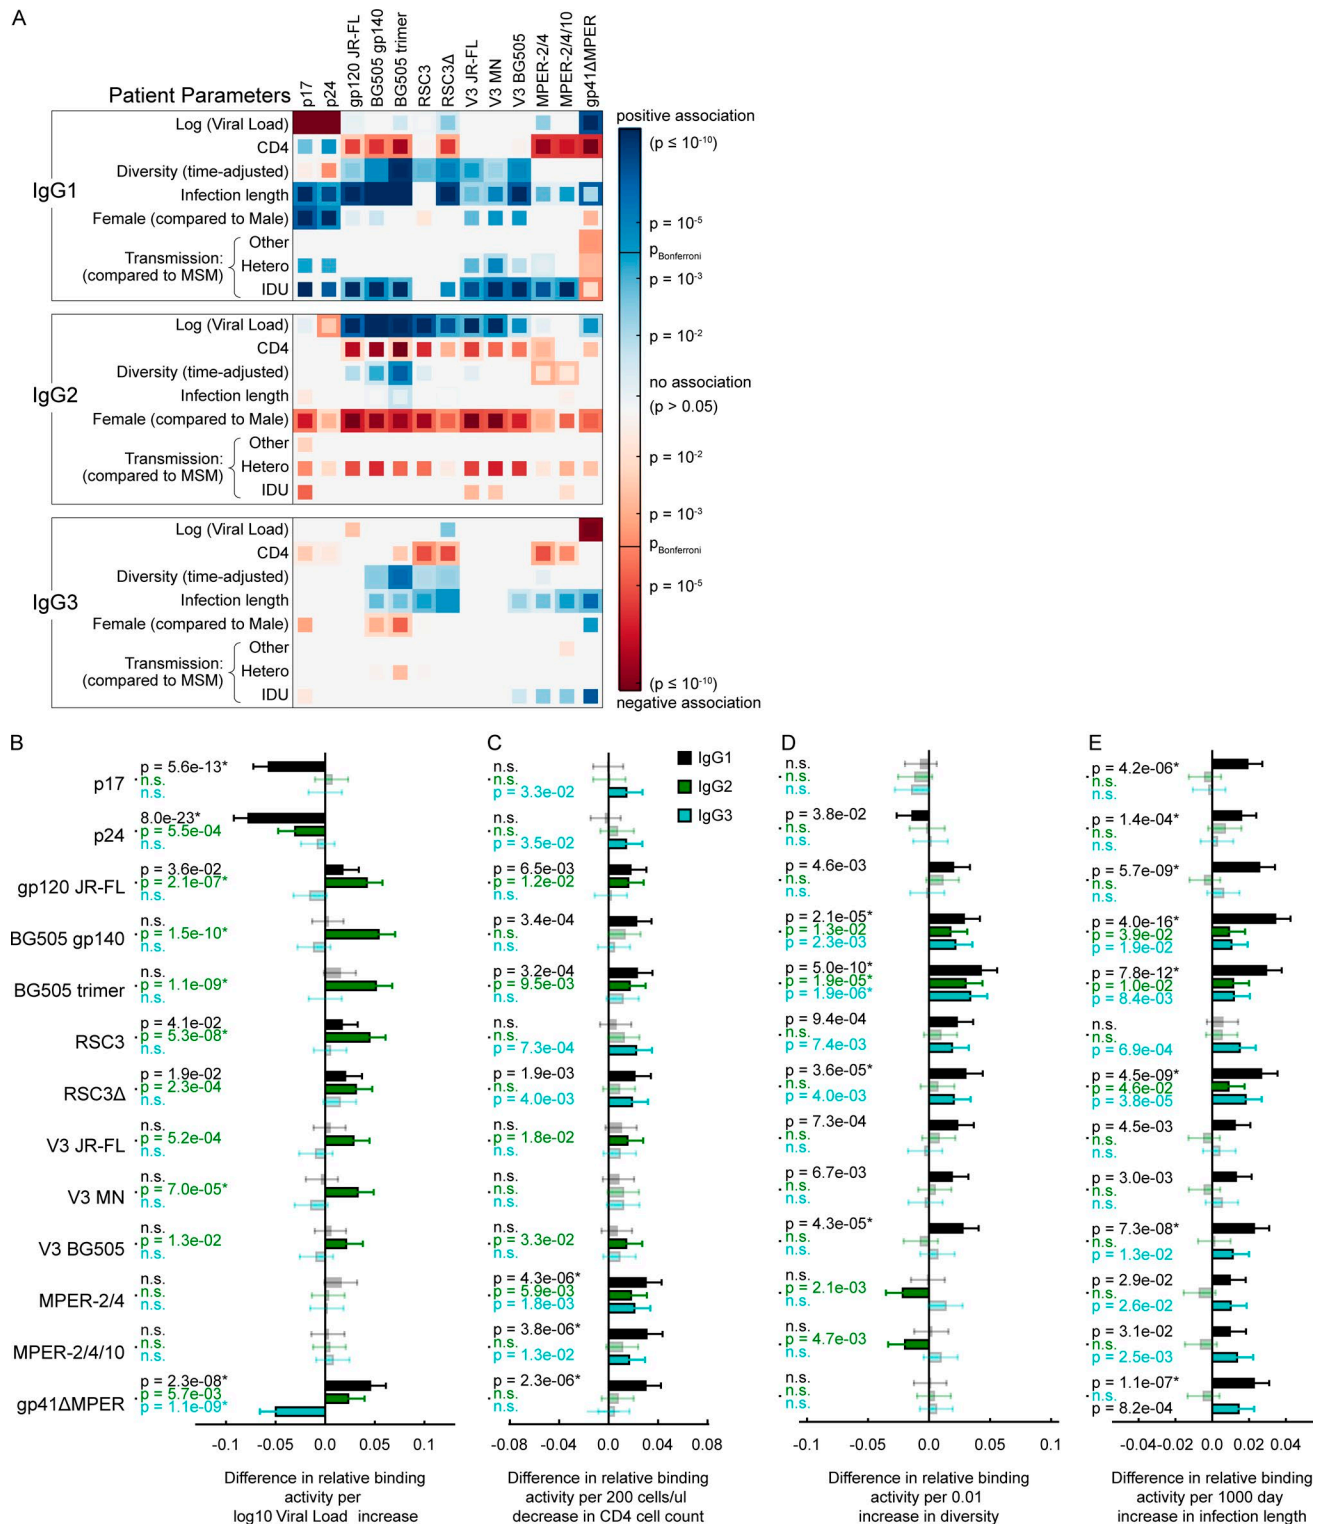 A
Patient Parameters
p17
p24
gp120 JR-FL
BG505 gp140
BG505 trimer
RSC3
RSC3Δ
V3 JR-FL
V3 MN
V3 BG505
MPER-2/4
MPER-2/4/10
gp41ΔMPER
IgG1
Log (Viral Load)
CD4
Diversity (time-adjusted)
Infection length
Female (compared to Male)
Transmission:
(compared to MSM)
Other
Hetero
IDU
IgG2
Log (Viral Load)
CD4
Diversity (time-adjusted)
Infection length
Female (compared to Male)
Transmission:
(compared to MSM)
Other
Hetero
IDU
IgG3
Log (Viral Load)
CD4
Diversity (time-adjusted)
Infection length
Female (compared to Male)
Transmission:
(compared to MSM)
Other
Hetero
IDU
positive association
(p ≤ 10-10)
p = 10-5
pBonferroni
p = 10-3
p = 10-2
no association
(p > 0.05)
p = 10-2
p = 10-3
pBonferroni
p = 10-5
(p ≤ 10-10)
negative association
B
p17
p24
gp120 JR-FL
BG505 gp140
BG505 trimer
RSC3
RSC3Δ
V3 JR-FL
V3 MN
V3 BG505
MPER-2/4
MPER-2/4/10
gp41ΔMPER
p = 5.6e-13*
n.s.
n.s.
8.0e-23*
p = 5.5e-04
n.s.
p = 3.6e-02
p = 2.1e-07*
n.s.
n.s.
p = 1.5e-10*
n.s.
n.s.
p = 1.1e-09*
n.s.
p = 4.1e-02
p = 5.3e-08*
n.s.
p = 1.9e-02
p = 2.3e-04
n.s.
n.s.
p = 5.2e-04
n.s.
n.s.
p = 7.0e-05*
n.s.
n.s.
p = 1.3e-02
n.s.
n.s.
n.s.
n.s.
n.s.
n.s.
n.s.
p = 2.3e-08*
p = 5.7e-03
p = 1.1e-09*
-0.1
0.0
0.1
Difference in relative binding
activity per
log10 Viral Load increase
C
IgG1
IgG2
IgG3
n.s.
n.s.
p = 3.3e-02
n.s.
n.s.
p = 3.5e-02
p = 6.5e-03
p = 1.2e-02
n.s.
p = 3.4e-04
n.s.
n.s.
p = 3.2e-04
p = 9.5e-03
n.s.
n.s.
n.s.
p = 7.3e-04
p = 1.9e-03
n.s.
p = 4.0e-03
n.s.
p = 1.8e-02
n.s.
n.s.
n.s.
n.s.
n.s.
p = 3.3e-02
n.s.
p = 4.3e-06*
p = 5.9e-03
p = 1.8e-03
p = 3.8e-06*
n.s.
p = 1.3e-02
p = 2.3e-06*
n.s.
n.s.
-0.08
-0.04
0.0
0.04
0.08
Difference in relative binding
activity per 200 cells/ul
decrease in CD4 cell count
D
n.s.
n.s.
n.s.
p = 3.8e-02
n.s.
n.s.
p = 4.6e-03
n.s.
n.s.
p = 2.1e-05*
p = 1.3e-02
p = 2.3e-03
p = 5.0e-10*
p = 1.9e-05*
p = 1.9e-06*
p = 9.4e-04
n.s.
p = 7.4e-03
p = 3.6e-05*
n.s.
p = 4.0e-03
p = 7.3e-04
n.s.
n.s.
p = 6.7e-03
n.s.
n.s.
p = 4.3e-05*
n.s.
n.s.
n.s.
p = 2.1e-03
n.s.
n.s.
p = 4.7e-03
n.s.
n.s.
n.s.
n.s.
-0.1
-0.05
0.0
0.05
0.1
Difference in relative binding
activity per 0.01
increase in diversity
E
p = 4.2e-06*
n.s.
n.s.
p = 1.4e-04*
n.s.
n.s.
p = 5.7e-09*
n.s.
n.s.
p = 4.0e-16*
p = 3.9e-02
p = 1.9e-02
p = 7.8e-12*
p = 1.0e-02
p = 8.4e-03
n.s.
n.s.
p = 6.9e-04
p = 4.5e-09*
p = 4.6e-02
p = 3.8e-05
p = 4.5e-03
n.s.
n.s.
p = 3.0e-03
n.s.
n.s.
p = 7.3e-08*
n.s.
p = 1.3e-02
p = 2.9e-02
n.s.
p = 2.6e-02
p = 3.1e-02
n.s.
p = 2.5e-03
p = 1.1e-07*
n.s.
p = 8.2e-04
-0.04
-0.02
0.0
0.02
0.04
Difference in relative binding
activity per 1000 day
increase in infection length